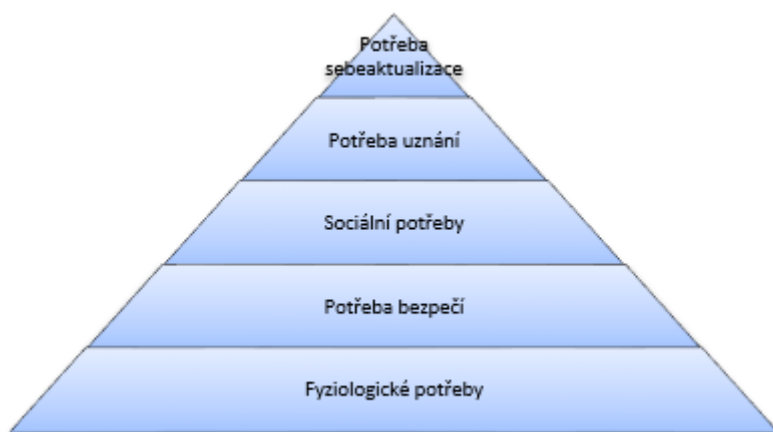 Potřeba
sebeaktualizace
Potřeba uznání
Sociální potřeby
Potřeba bezpečí
Fyziologické potřeby